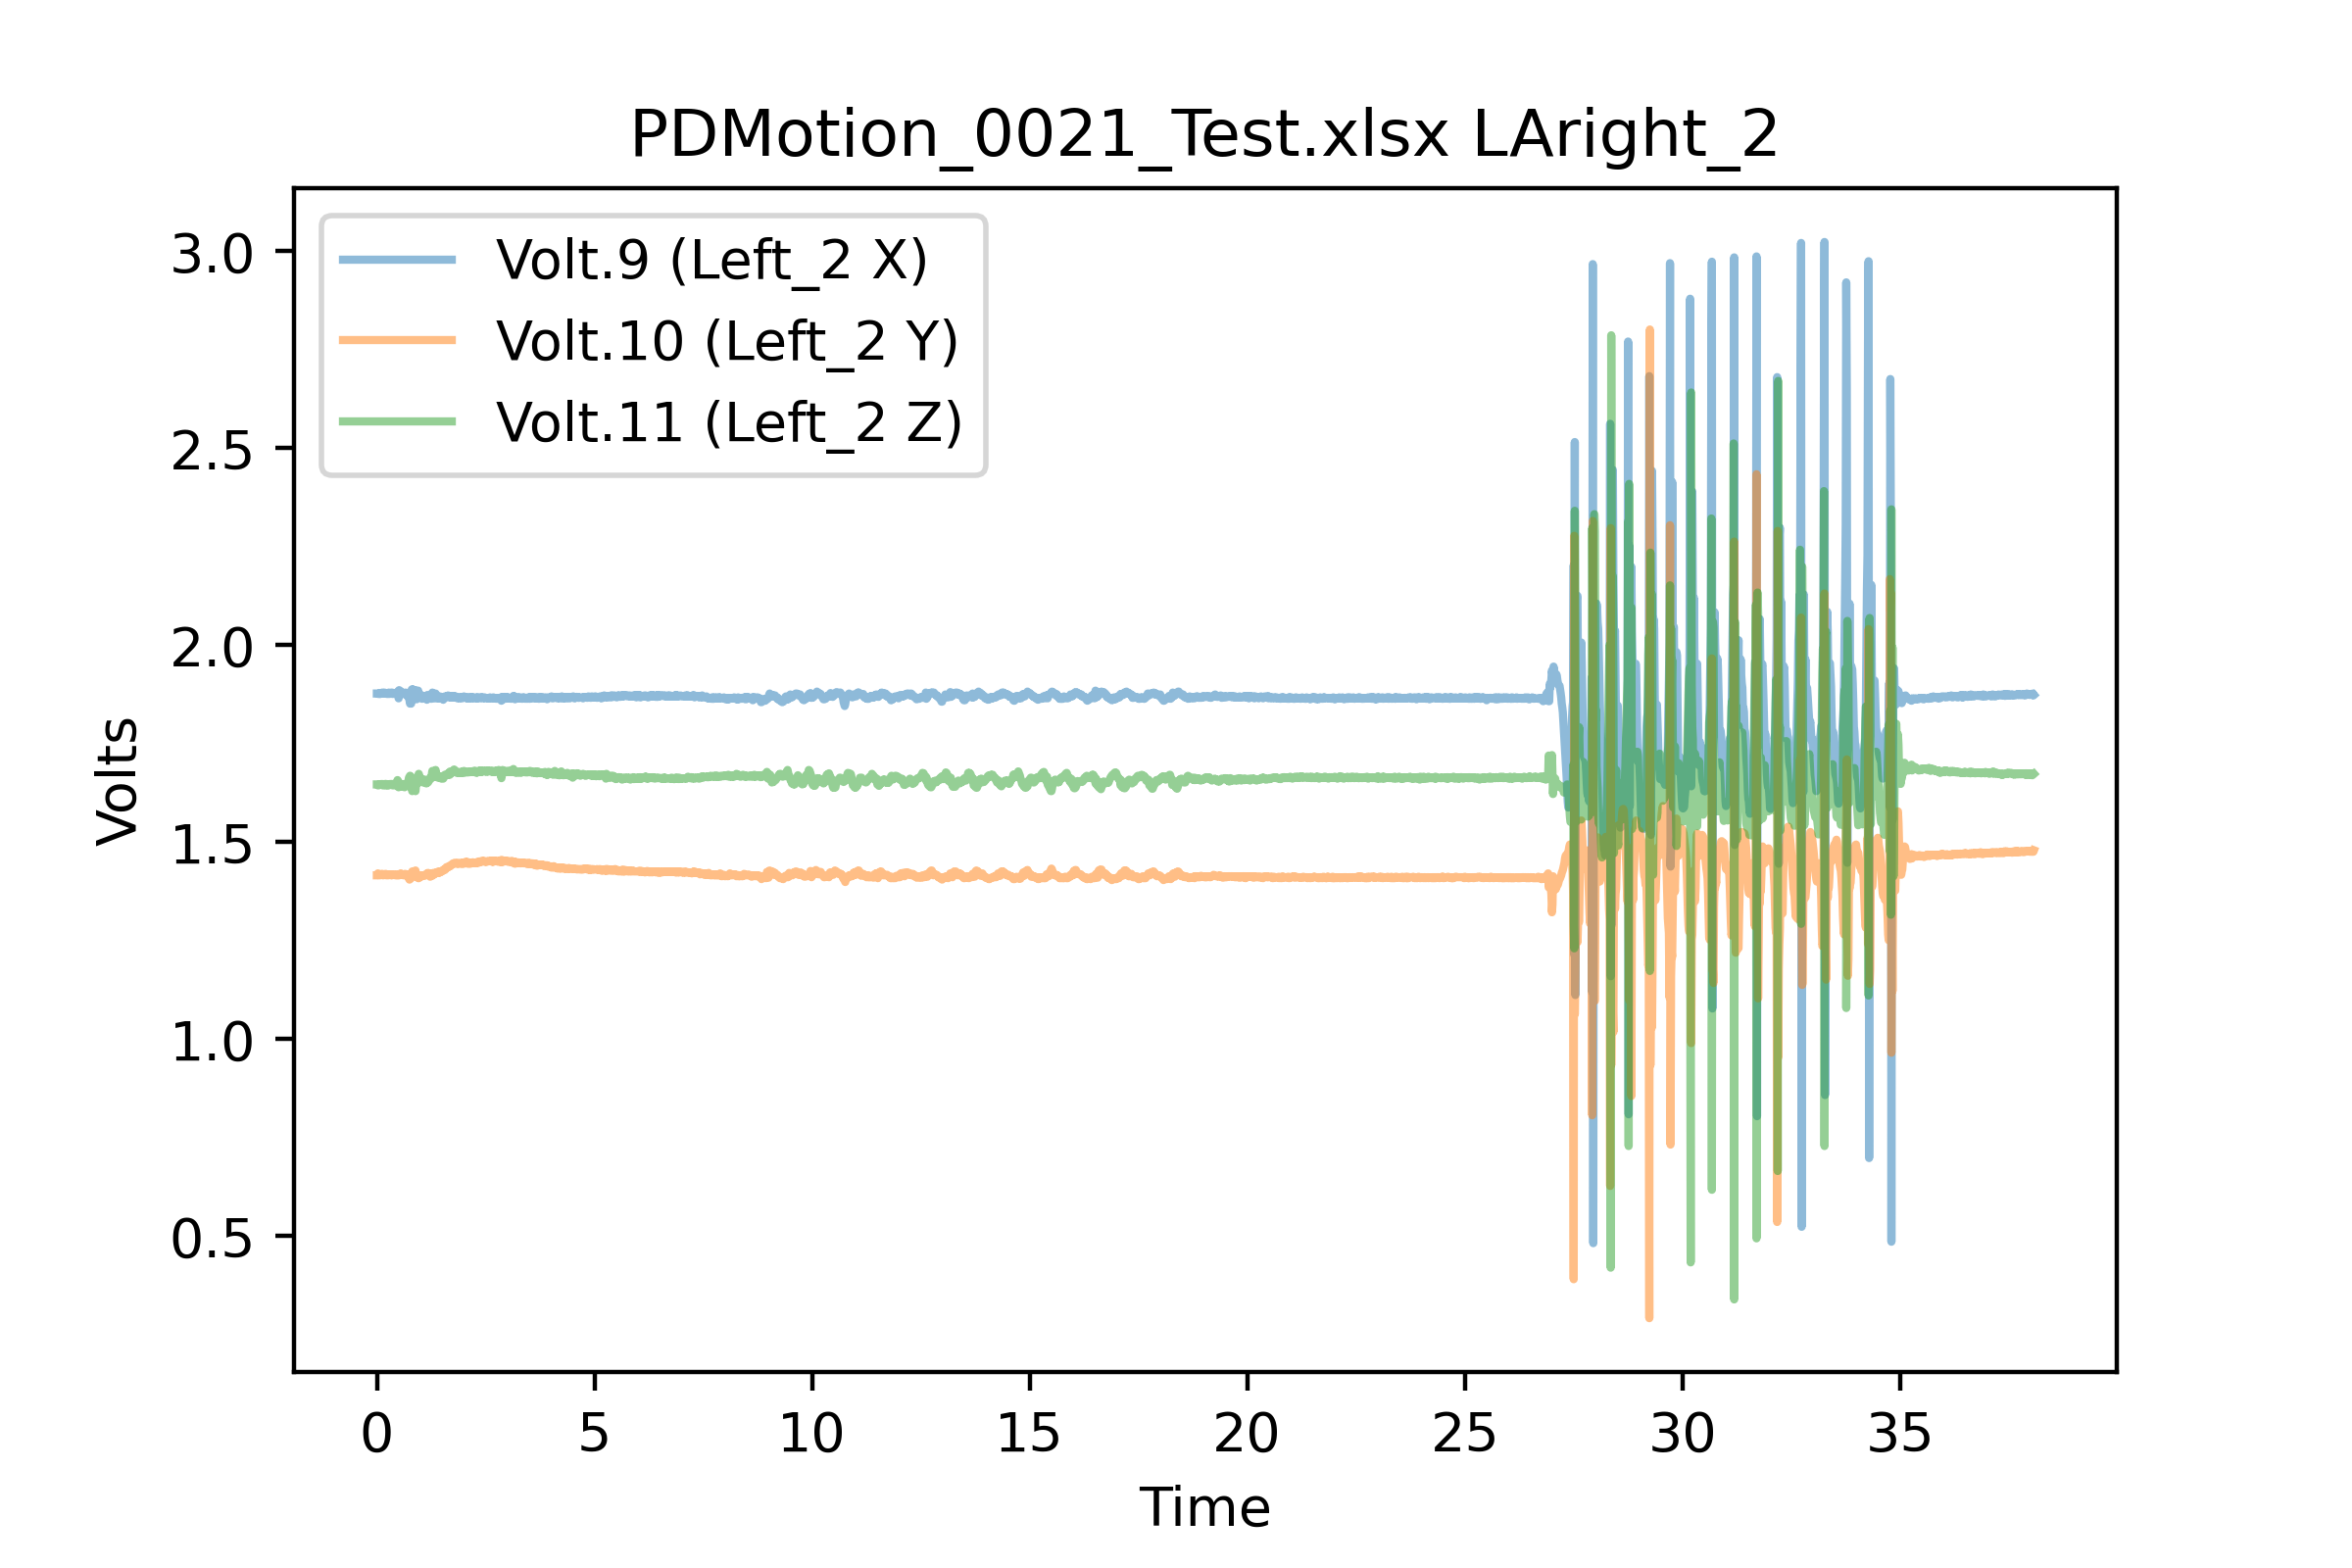 PDMotion_0021_Test.xlsx LAright_2
Volt.9 (Left_2 X)
Volt.10 (Left_2 Y)
Volt.11 (Left_2 Z)
3.0
2.5
2.0
1.5
1.0
0.5
Volts
0 5 10 15 20 25 30 35
Time